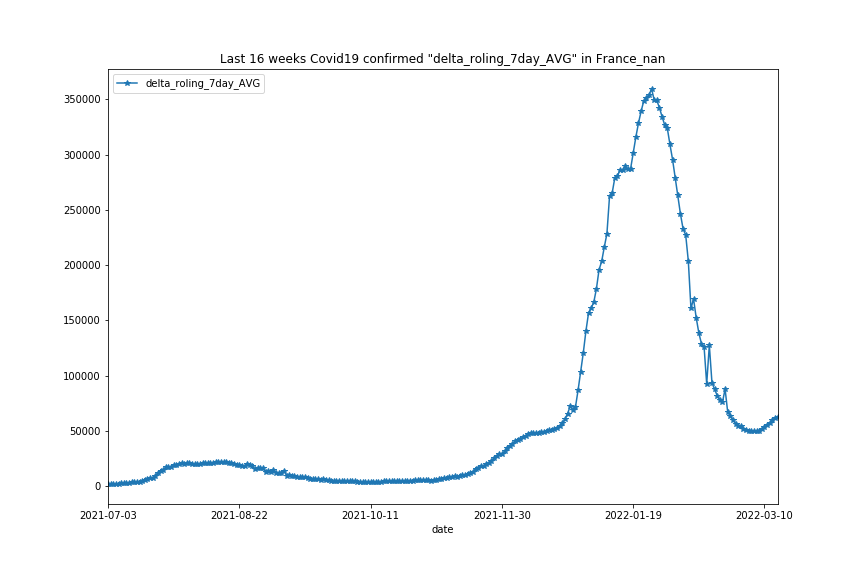 Last 16 weeks Covid19 confirmed "delta_roling_7day_AVG" in France_nan
delta_roling_7day_AVG
350000
300000
250000
200000
150000
100000
50000
0
2021-07-03 2021-08-22 2021-10-11 2021-11-30 2022-01-19 2022-03-10
date